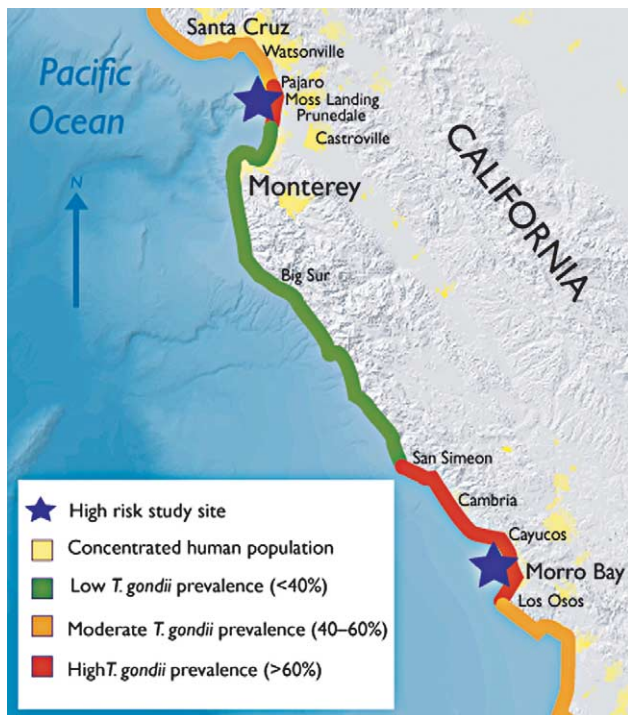 Santa Cruz
Watsonville
Pacific
Ocean
Pajaro
Moss Landing
Prunedale
Castroville
CALIFORNIA
Monterey
N
Big Sur
San Simeon
Cambria
Cayucos
Morro Bay
Los Osos
High risk study site
Concentrated human population
Low T. gondii prevalence (<40%)
Moderate T. gondii prevalence (40–60%)
HighT. gondii prevalence (>60%)